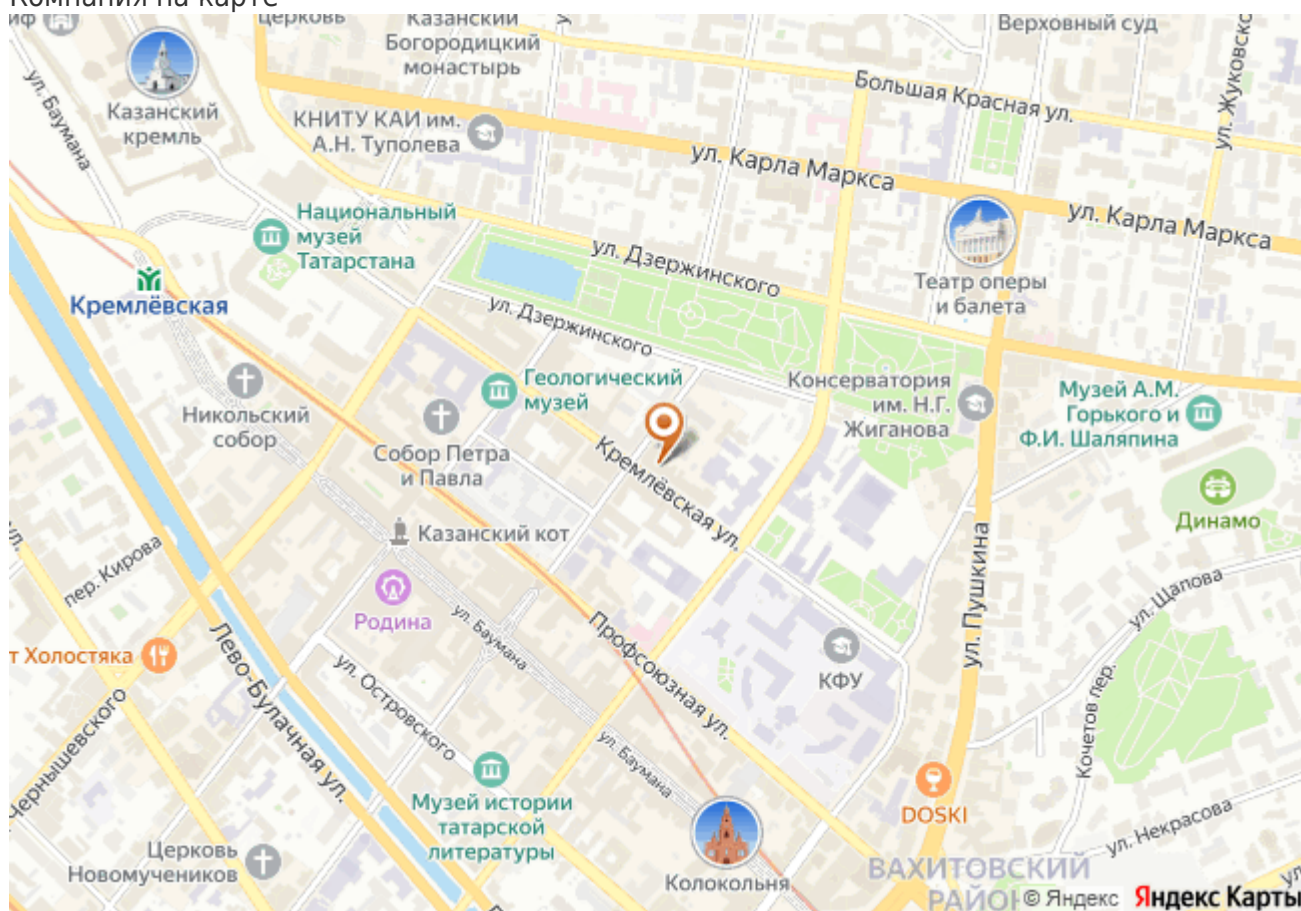 Компания на карте
церковь
Казанский
Богородицкий
монастырь
Верховный суд
ул. Баумана
Казанский
кремль
КНИТУ КАИ им.
А.Н. Туполева
Большая Красная ул.
ул. Карла Маркса
ул. Карла Маркса
Национальный
музей
Татарстана
ул. Дзержинского
Театр оперы
и балета
Кремлёвская
ул. Дзержинского
Геологический
музей
Консерватория
им. Н.Г.
Жиганова
Музей А.М.
Горького и
Ф.И. Шаляпина
Никольский
собор
Собор Петра
и Павла
Кремлёвская ул.
Динамо
Казанский кот
пер. Кирова
ул.
Родина
ул. Баумана
Профсоюзная ул.
ул. Пушкина
ул. Щапова
т Холостяка
Лево-Булачная ул.
ул. Островского
КФУ
Кочетов пер.
Чернышевского
ул. Баумана
Музей истории
татарской
литературы
DOSKI
ул. Некрасова
Церковь
Новомучеников
Колокольня
ВАХИТОВСКИЙ
РАЙОН
© Яндекс Яндекс Карты